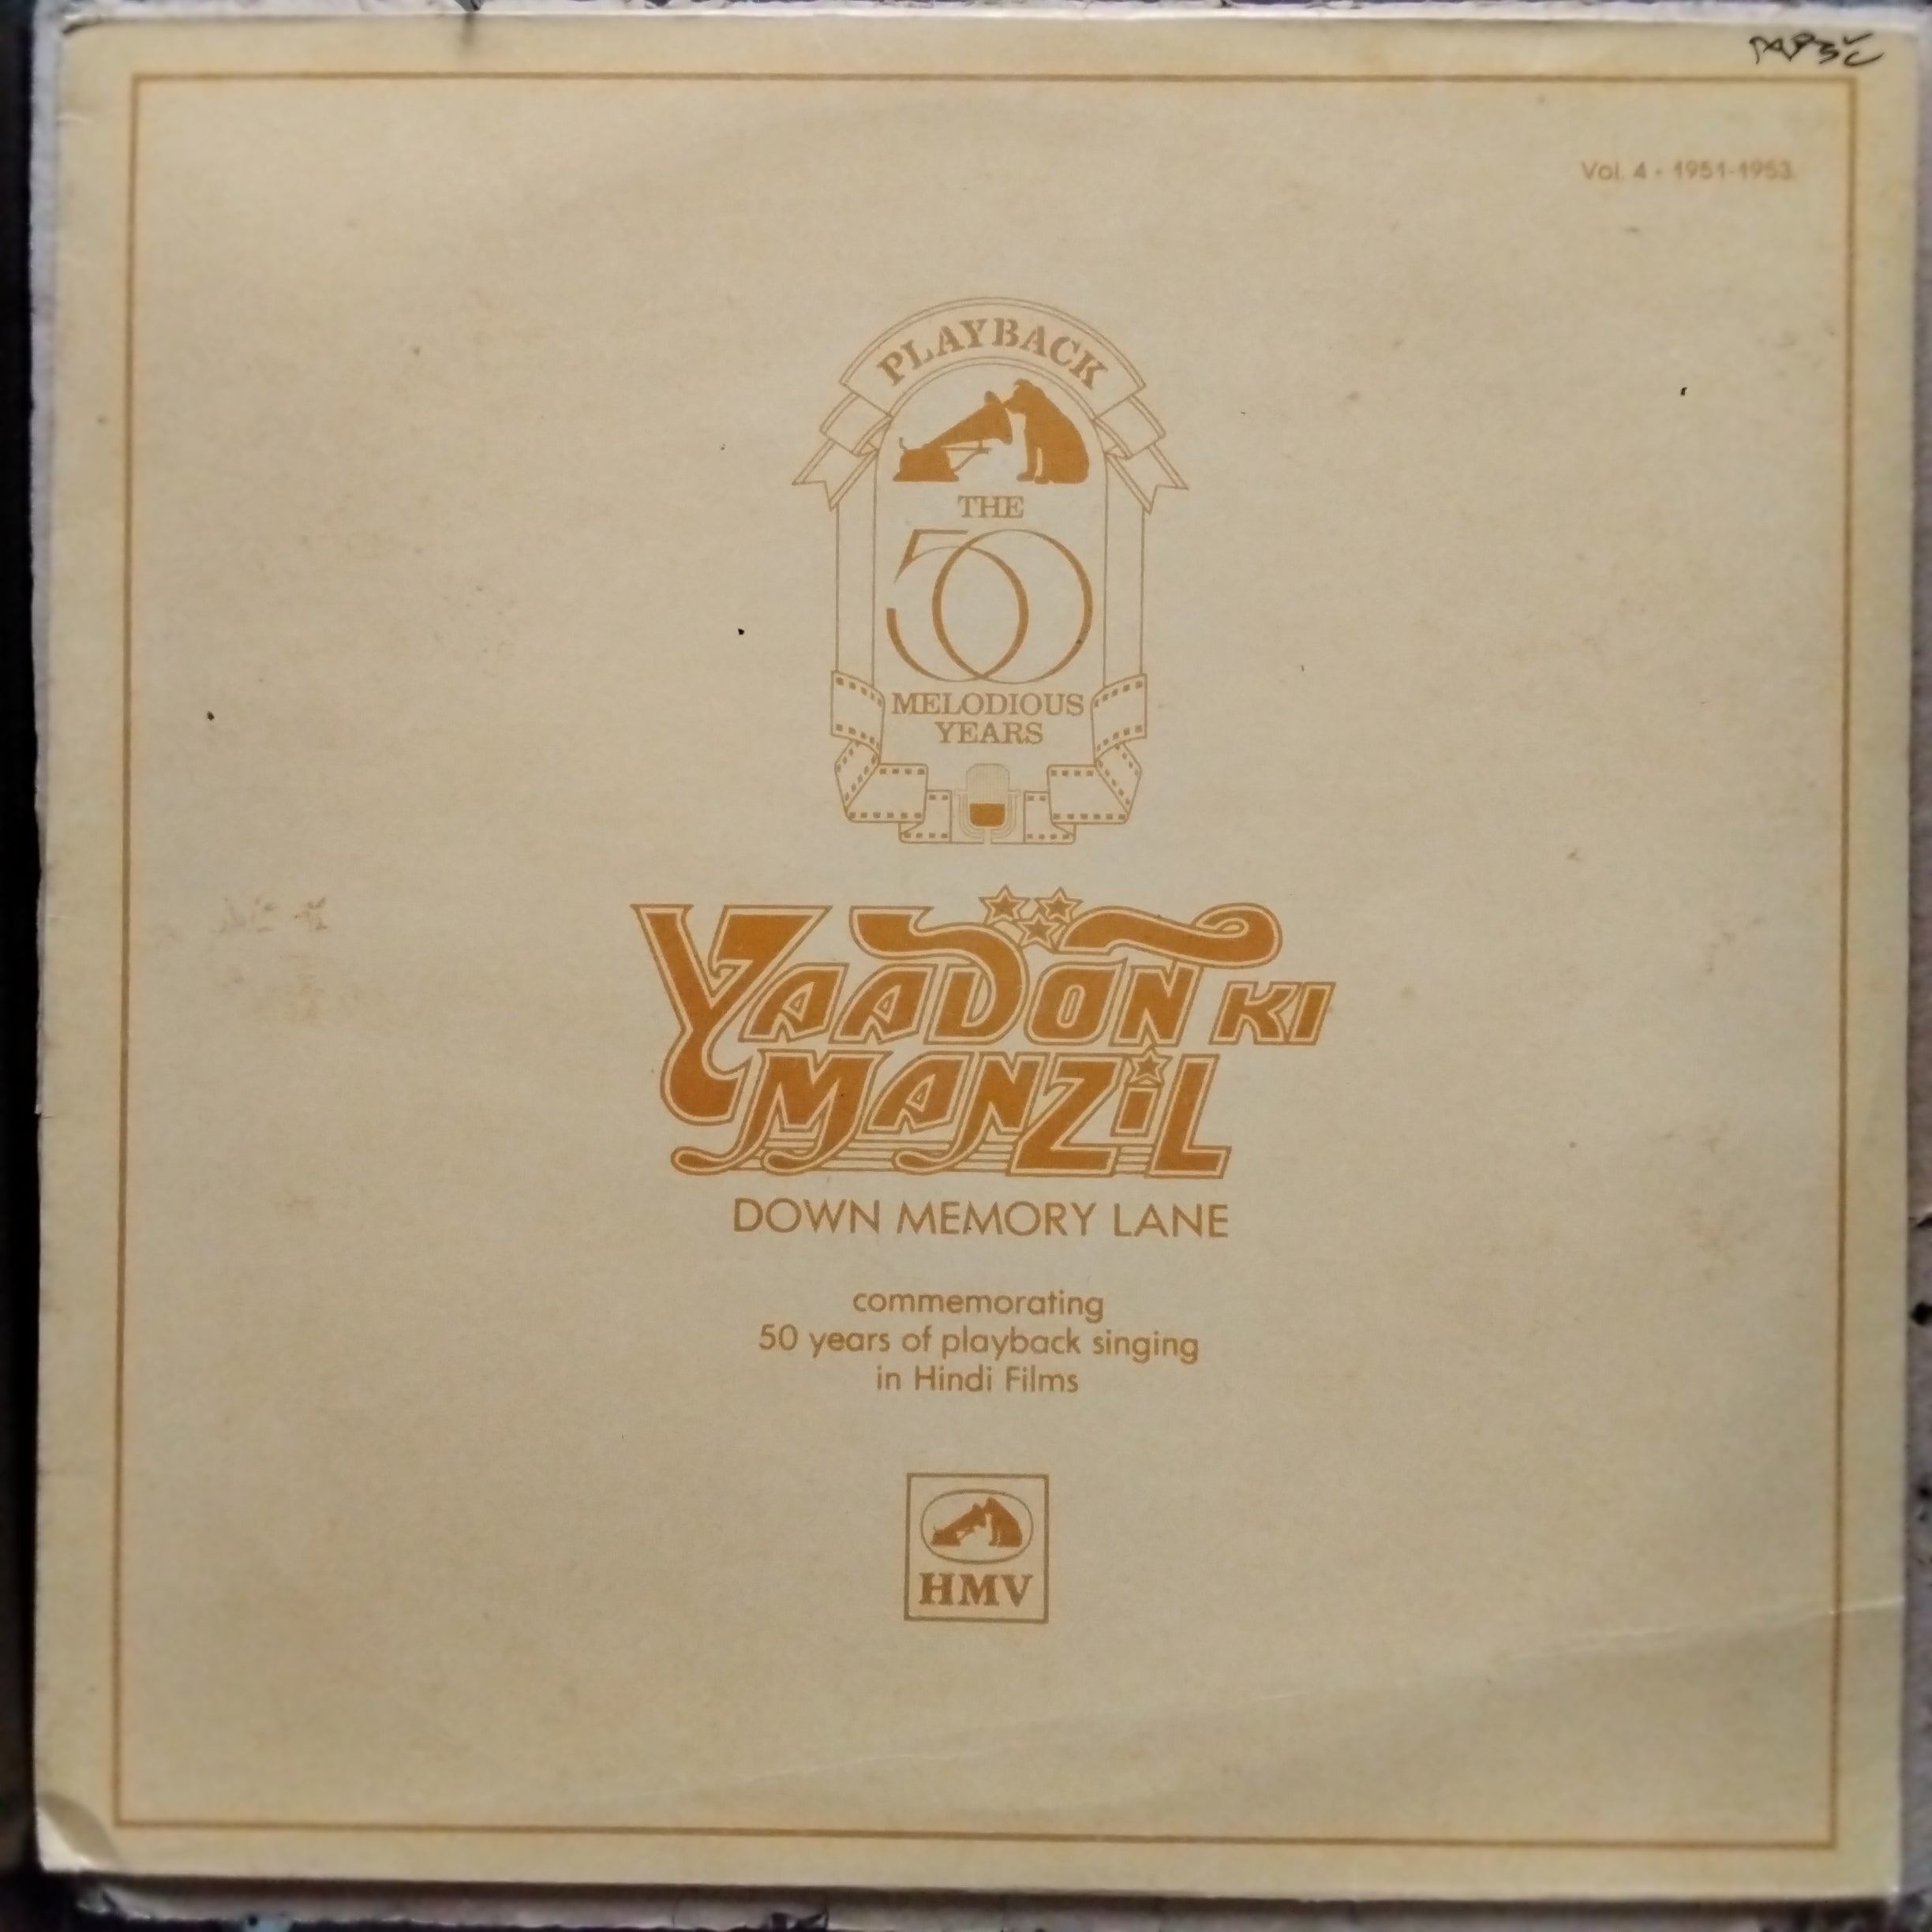 Vol. 4 - 1951-1953
PLAYBACK
THE
50
MELODIOUS
YEARS
YAADON KI
MANZIL
DOWN MEMORY LANE
commemorating
50 years of playback singing
in Hindi Films
HMV